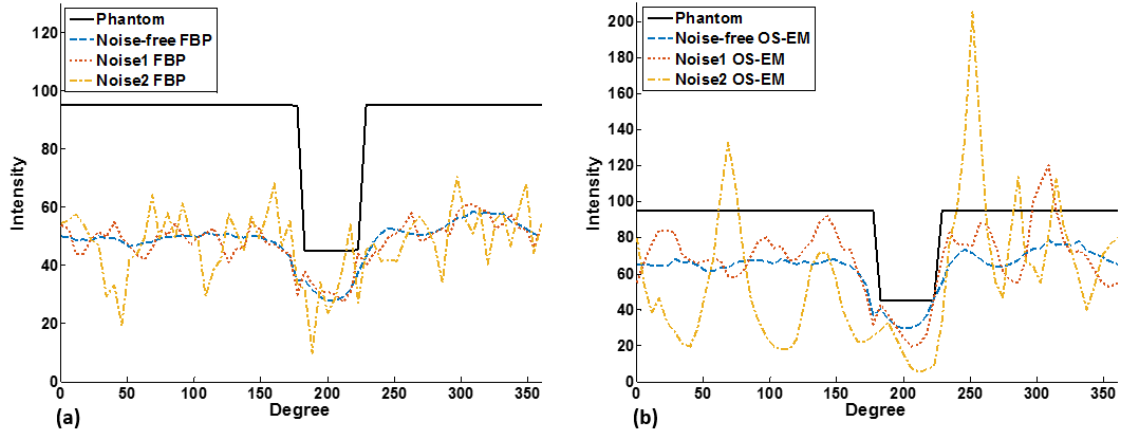 Phantom
Noise-free FBP
Noise1 FBP
Noise2 FBP
120
100
80
60
40
20
0
0 50 100 150 200 250 300 350
Intensity
Degree
(a)
Phantom
Noise-free OS-EM
Noise1 OS-EM
Noise2 OS-EM
200
180
160
140
120
100
80
60
40
20
0
0 50 100 150 200 250 300 350
Intensity
Degree
(b)